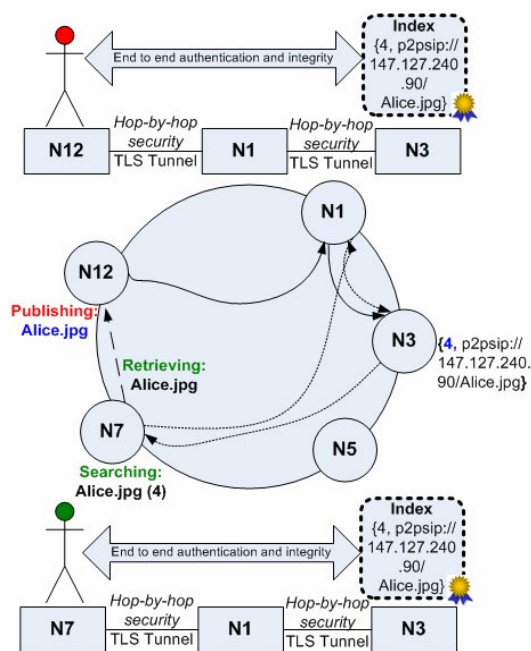 Index
{4, p2psip://
147.127.240
.90/
Alice.jpg}
End to end authentication and integrity
Hop-by-hop
security
TLS Tunnel
Hop-by-hop
security
TLS Tunnel
N12
N1
N3
N1
N12
Publishing:
Alice.jpg
N3
{4, p2psip://
147.127.240.
90/Alice.jpg}
Retrieving:
Alice.jpg
N7
N5
Searching:
Alice.jpg (4)
Index
{4, p2psip://
147.127.240
.90/
Alice.jpg}
End to end authentication and integrity
Hop-by-hop
security
TLS Tunnel
Hop-by-hop
security
TLS Tunnel
N7
N1
N3